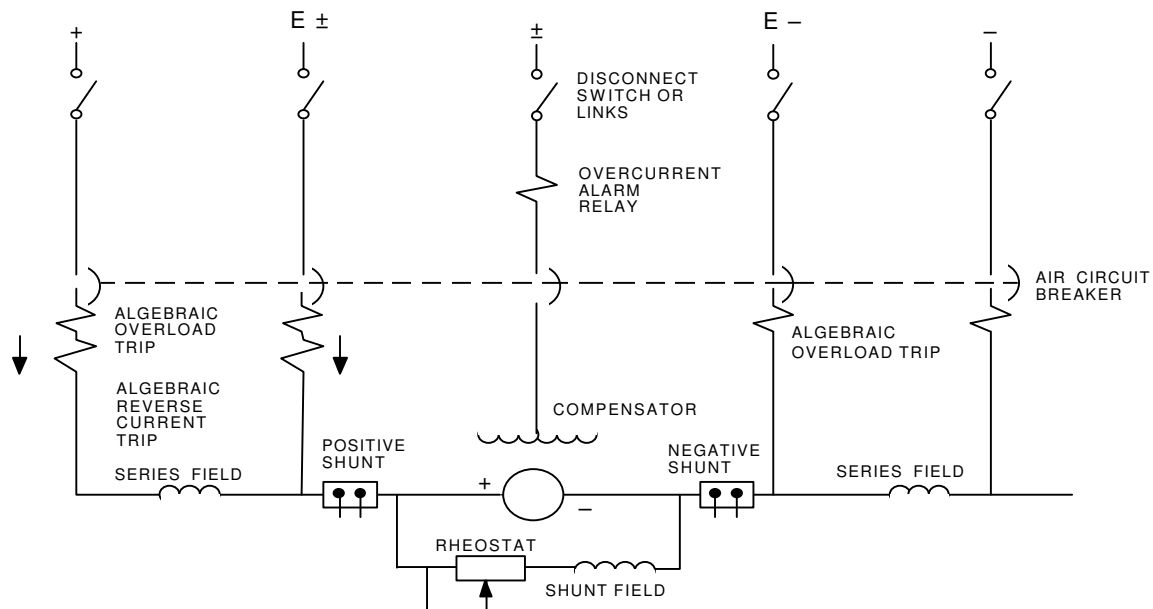 +
E ±
±
E –
–
DISCONNECT
SWITCH OR
LINKS
OVERCURRENT
ALARM
RELAY
AIR CIRCUIT
BREAKER
ALGEBRAIC
OVERLOAD
TRIP
ALGEBRAIC
OVERLOAD TRIP
ALGEBRAIC
REVERSE
CURRENT
TRIP
COMPENSATOR
POSITIVE
SHUNT
NEGATIVE
SHUNT
SERIES FIELD
SERIES FIELD
+
–
RHEOSTAT
SHUNT FIELD